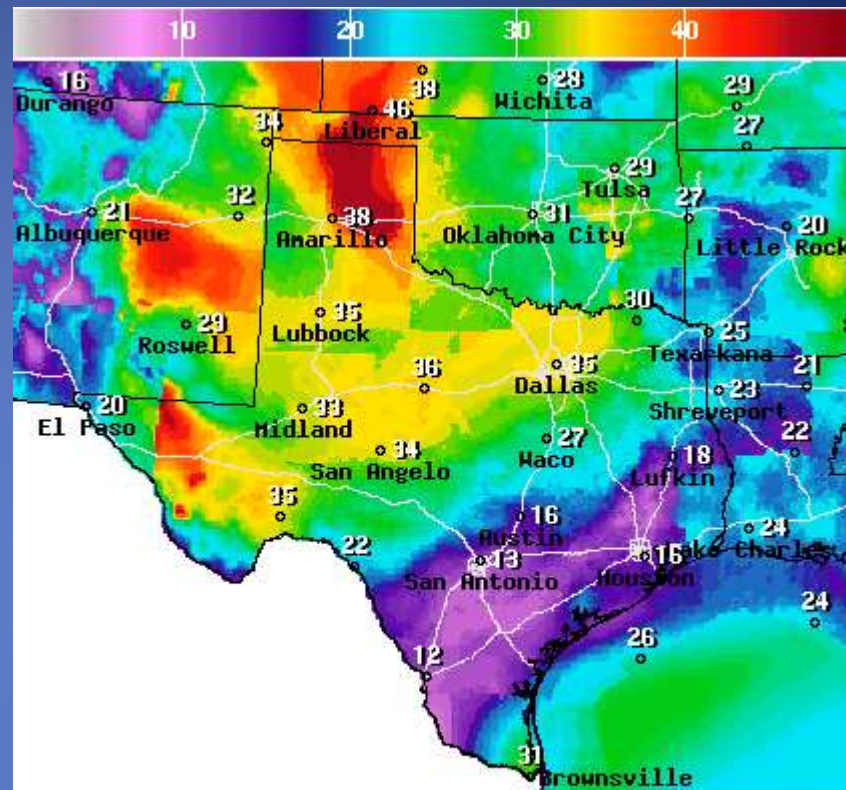 10 20 30 40
16 38 28 29
Durango Wichita
46
Liberal
34 27
29
Tulsa
21 32 38 31 27 20
Albuquerque Amarillo Oklahoma City Little Rock
35 30
29 Lubbock 25
Roswell Texarkana
36 35 21
Dallas 23
20 33 Shreveport
El Paso Midland
27 22
34 Waco 18
San Angelo Lufkin
35 16 24
Austin
22 13 16 Lake Charles
San Antonio Houston
24
12 26
31
Brownsville